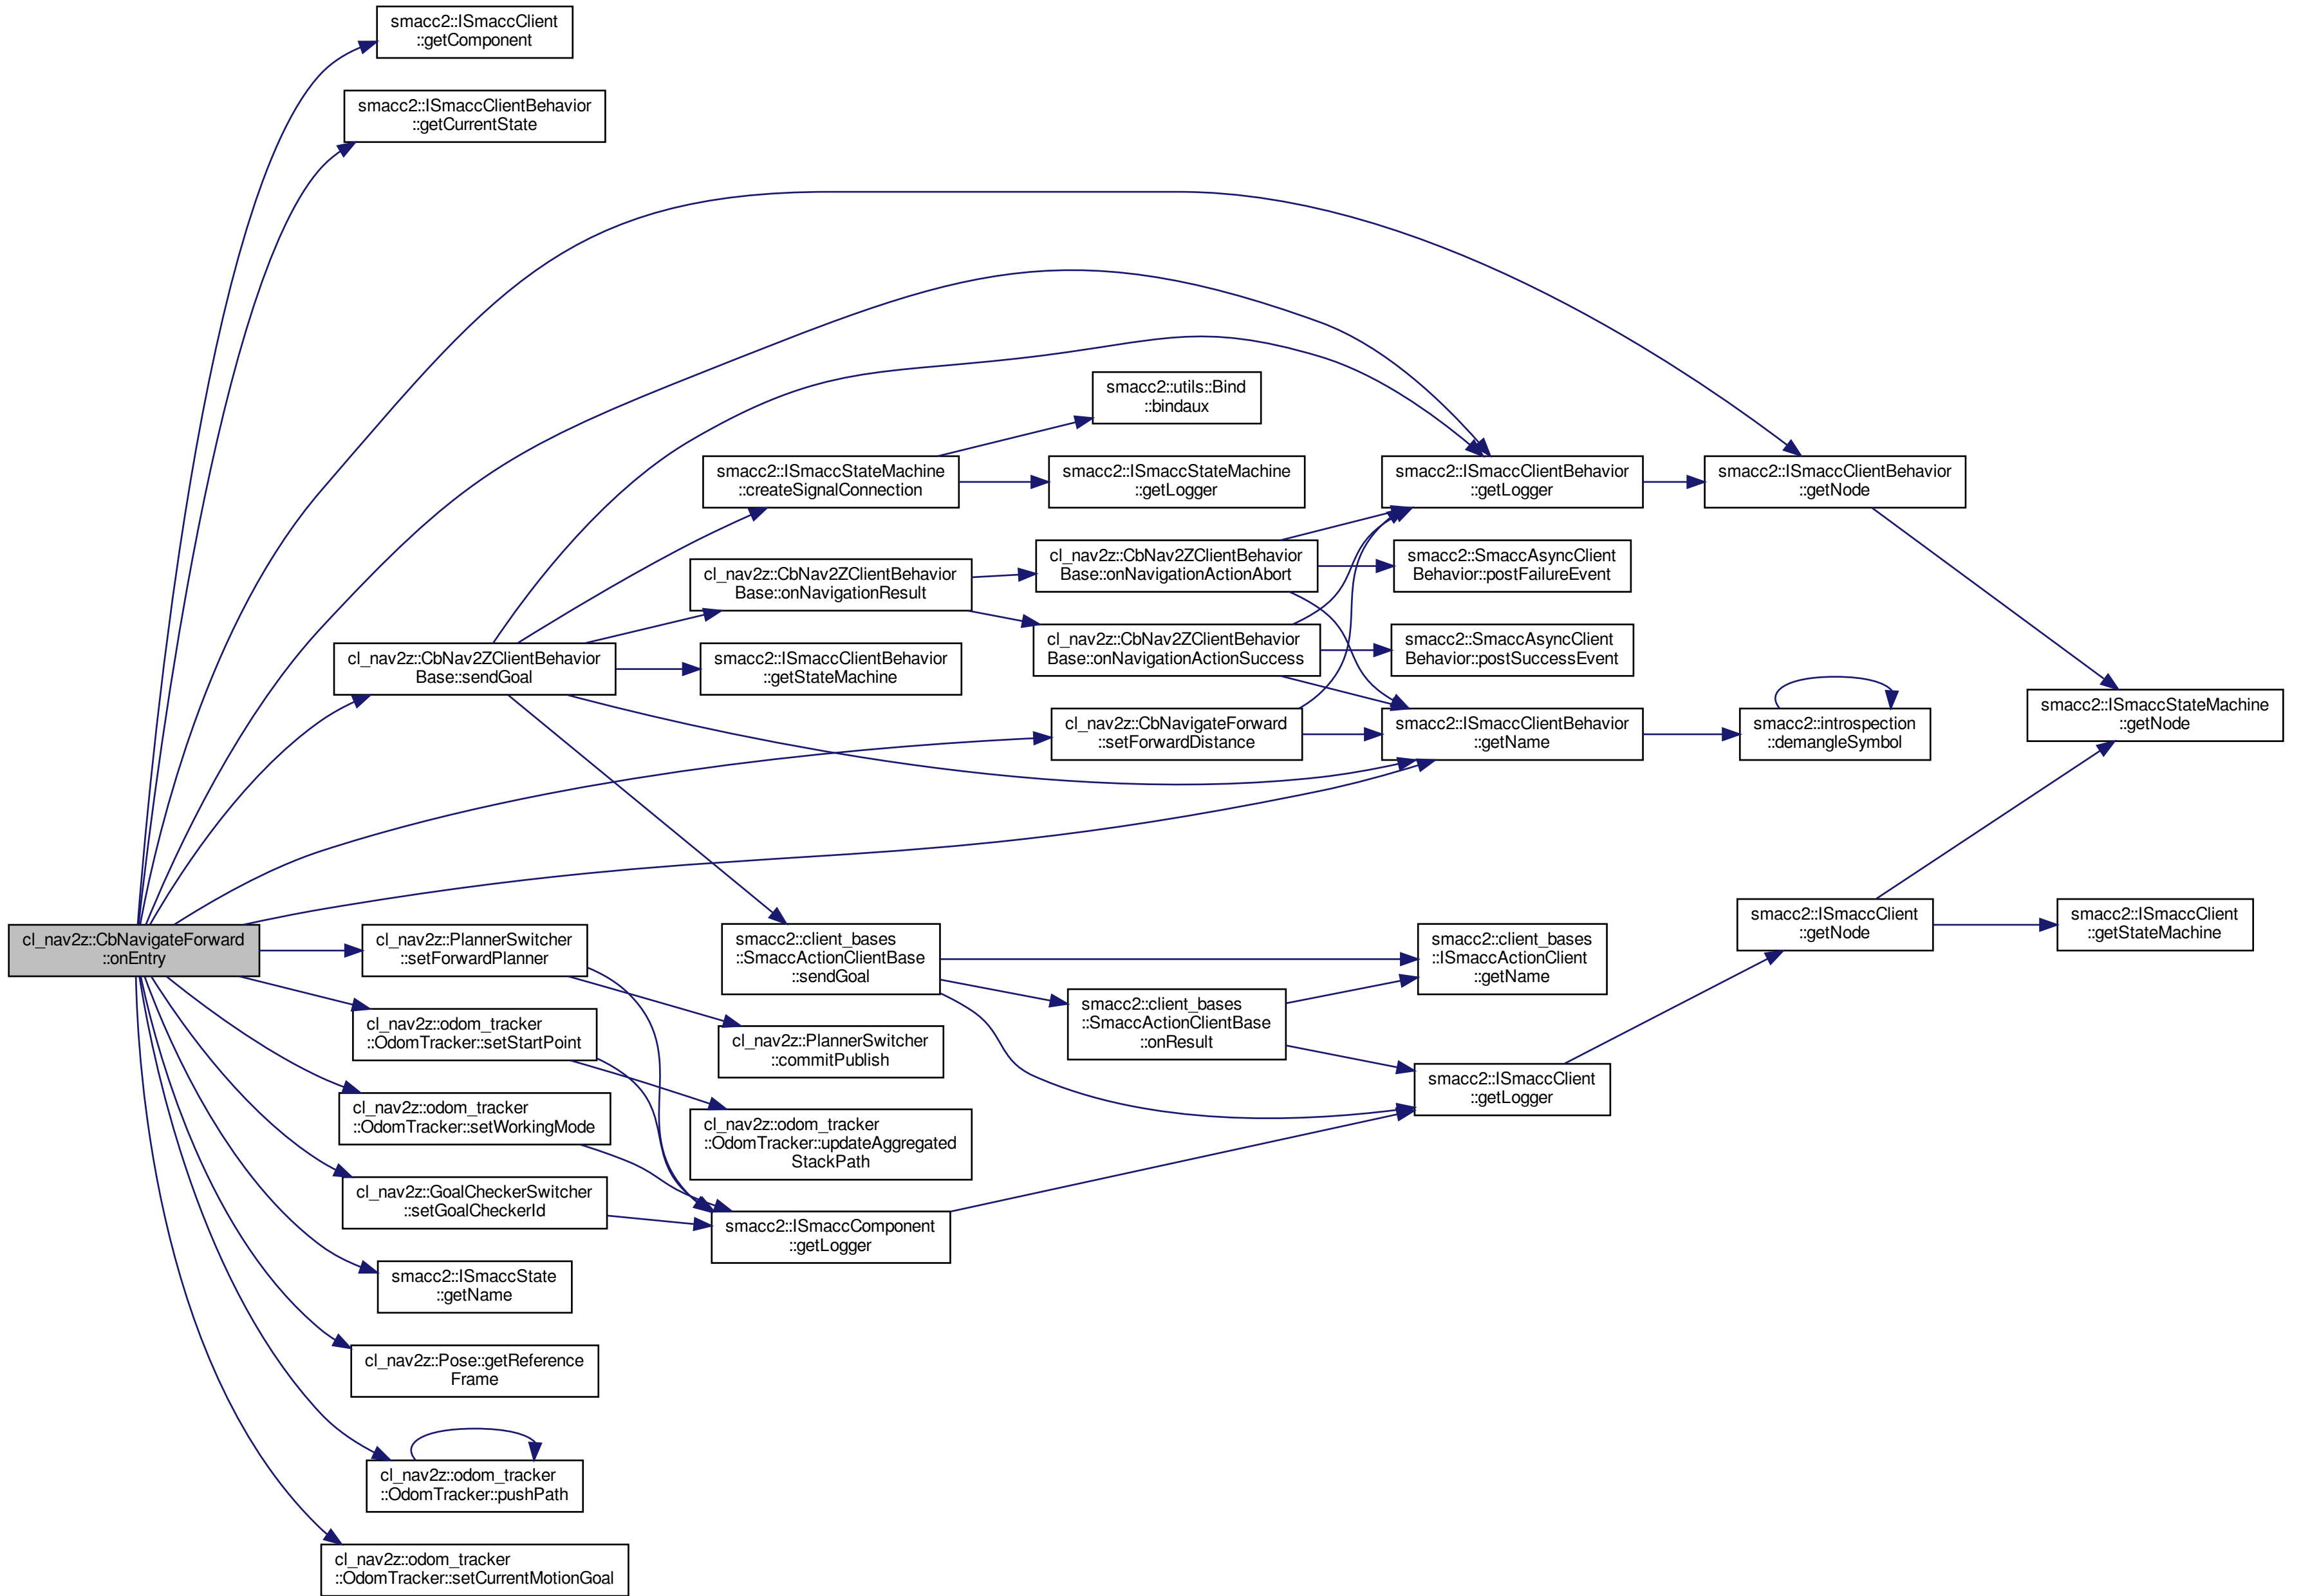 smacc2::ISmaccClient
::getComponent
smacc2::ISmaccClientBehavior
::getCurrentState
smacc2::utils::Bind
::bindaux
smacc2::ISmaccStateMachine
::createSignalConnection
smacc2::ISmaccStateMachine
::getLogger
smacc2::ISmaccClientBehavior
::getLogger
smacc2::ISmaccClientBehavior
::getNode
cl_nav2z::CbNav2ZClientBehavior
Base::onNavigationResult
cl_nav2z::CbNav2ZClientBehavior
Base::onNavigationActionAbort
smacc2::SmaccAsyncClient
Behavior::postFailureEvent
cl_nav2z::CbNav2ZClientBehavior
Base::sendGoal
smacc2::ISmaccClientBehavior
::getStateMachine
cl_nav2z::CbNav2ZClientBehavior
Base::onNavigationActionSuccess
smacc2::SmaccAsyncClient
Behavior::postSuccessEvent
cl_nav2z::CbNavigateForward
::setForwardDistance
smacc2::ISmaccClientBehavior
::getName
smacc2::introspection
::demangleSymbol
smacc2::ISmaccStateMachine
::getNode
cl_nav2z::CbNavigateForward
::onEntry
cl_nav2z::PlannerSwitcher
::setForwardPlanner
smacc2::client_bases
::SmaccActionClientBase
::sendGoal
smacc2::client_bases
::ISmaccActionClient
::getName
smacc2::ISmaccClient
::getNode
smacc2::ISmaccClient
::getStateMachine
cl_nav2z::odom_tracker
::OdomTracker::setStartPoint
cl_nav2z::PlannerSwitcher
::commitPublish
smacc2::client_bases
::SmaccActionClientBase
::onResult
smacc2::ISmaccClient
::getLogger
cl_nav2z::odom_tracker
::OdomTracker::setWorkingMode
cl_nav2z::odom_tracker
::OdomTracker::updateAggregated
StackPath
cl_nav2z::GoalCheckerSwitcher
::setGoalCheckerId
smacc2::ISmaccComponent
::getLogger
smacc2::ISmaccState
::getName
cl_nav2z::Pose::getReference
Frame
cl_nav2z::odom_tracker
::OdomTracker::pushPath
cl_nav2z::odom_tracker
::OdomTracker::setCurrentMotionGoal